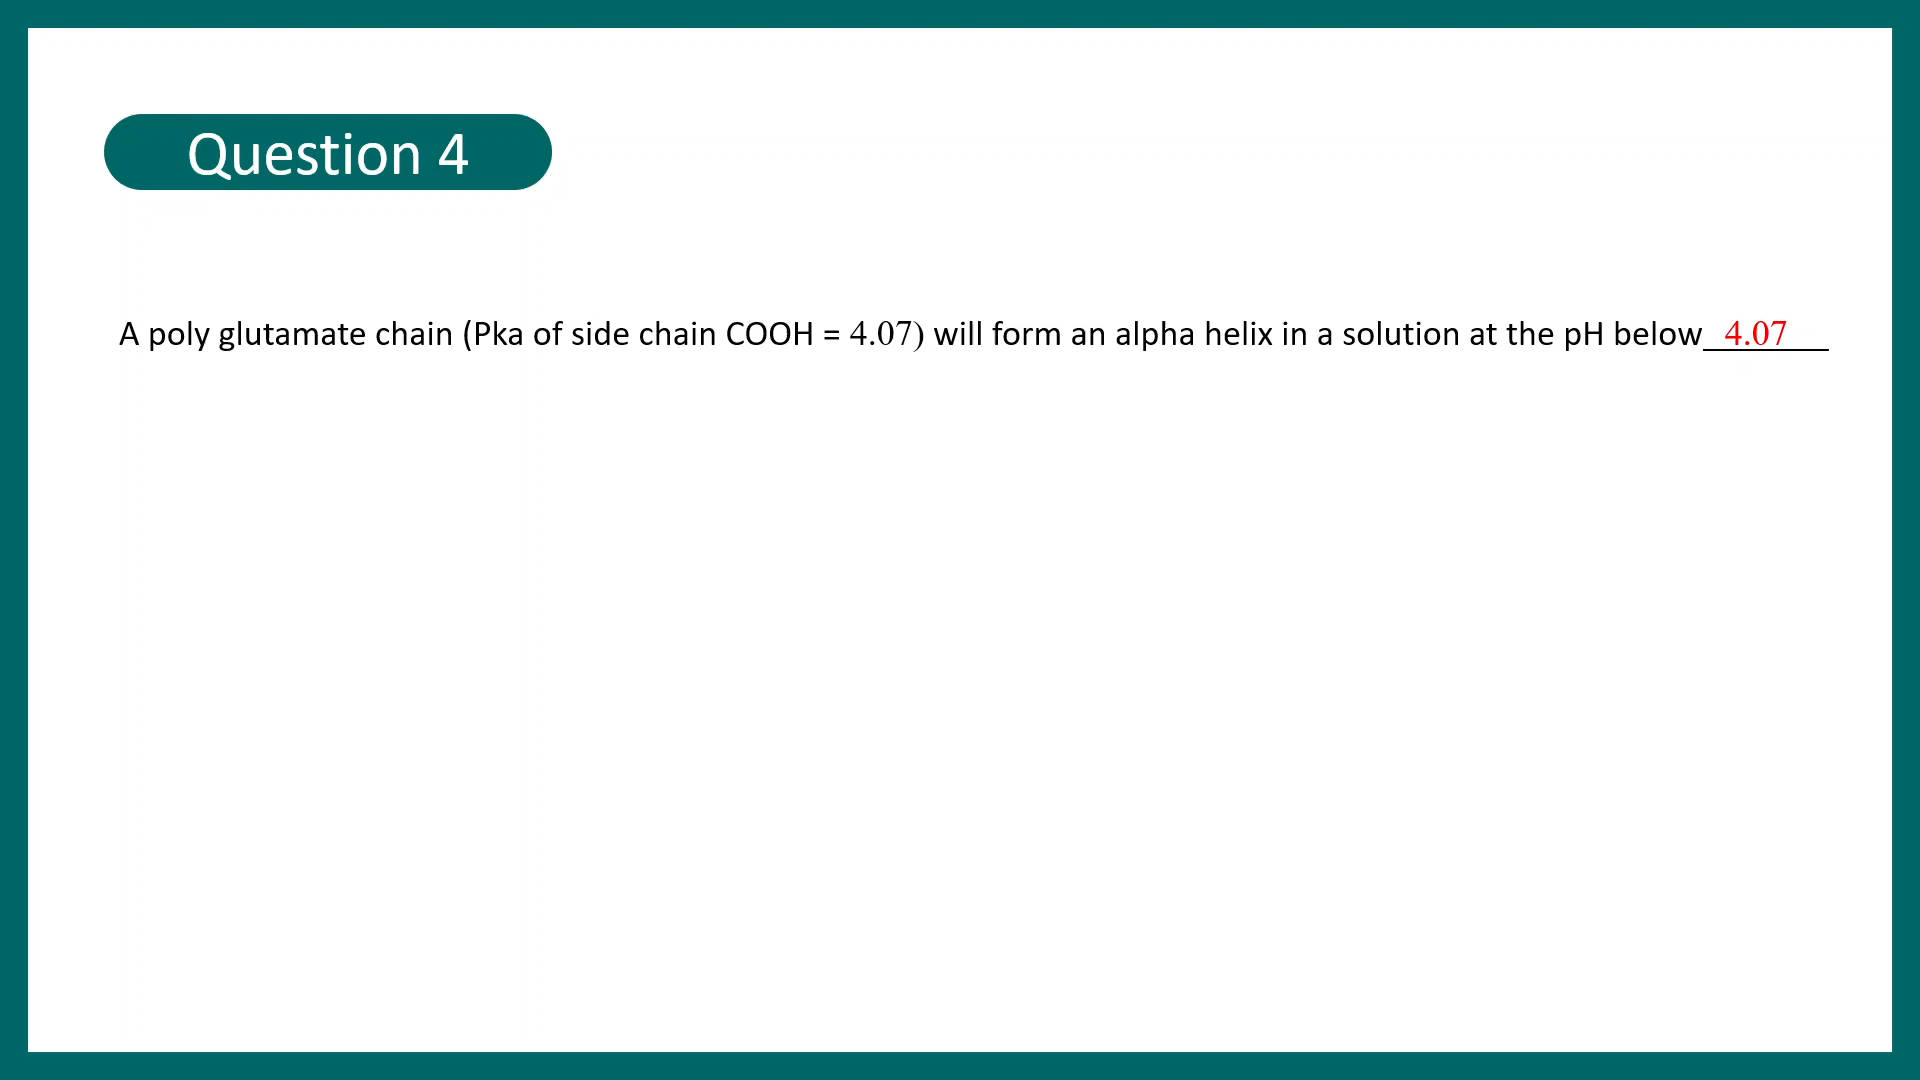 Question 4
A poly glutamate chain (Pka of side chain COOH = 4.07) will form an alpha helix in a solution at the pH below 4.07